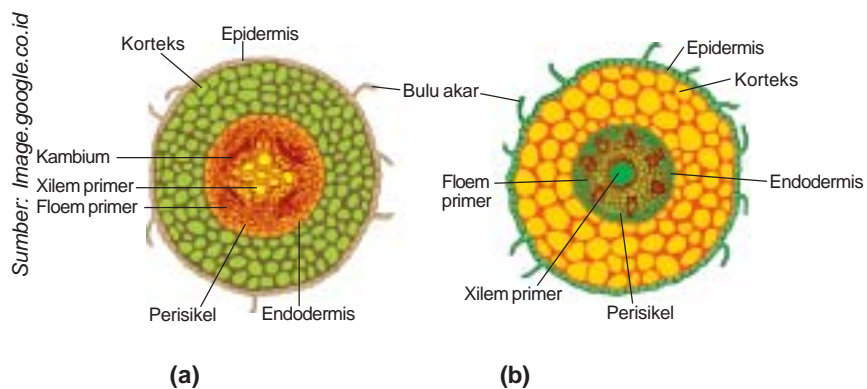 Sumber: Image.google.co.id
Korteks
Epidermis
Bulu akar
Kambium
Xilem primer
Floem primer
Perisikel
Endodermis
(a)
Epidermis
Korteks
Floem
primer
Endodermis
Xilem primer
Perisikel
(b)